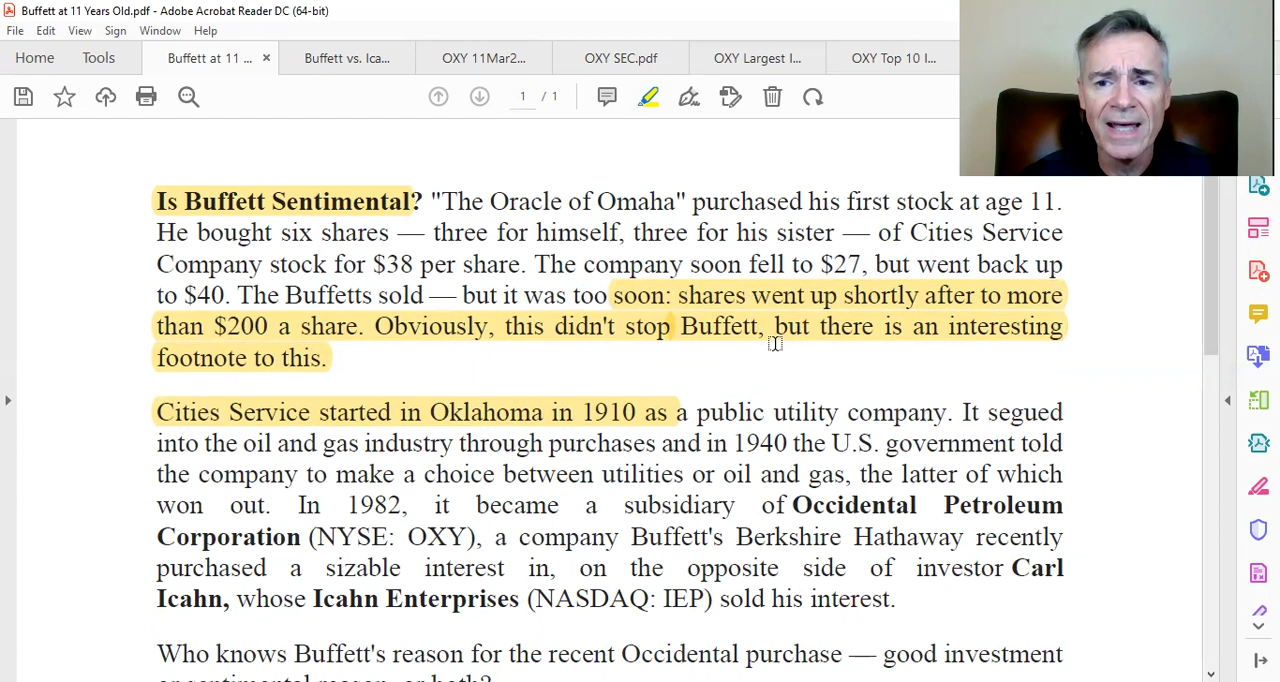 Buffett at 11 Years Old.pdf - Adobe Acrobat Reader DC (64-bit)
File Edit View Sign Window Help
Home Tools Buffett at 11 ... × Buffett vs. Ica... OXY 11Mar2... OXY SEC.pdf OXY Largest I... OXY Top 10 I...
1 / 1
Is Buffett Sentimental? "The Oracle of Omaha" purchased his first stock at age 11.
He bought six shares — three for himself, three for his sister — of Cities Service
Company stock for $38 per share. The company soon fell to $27, but went back up
to $40. The Buffetts sold — but it was too soon: shares went up shortly after to more
than $200 a share. Obviously, this didn't stop Buffett, but there is an interesting
footnote to this.
Cities Service started in Oklahoma in 1910 as a public utility company. It segued
into the oil and gas industry through purchases and in 1940 the U.S. government told
the company to make a choice between utilities or oil and gas, the latter of which
won out. In 1982, it became a subsidiary of Occidental Petroleum
Corporation (NYSE: OXY), a company Buffett's Berkshire Hathaway recently
purchased a sizable interest in, on the opposite side of investor Carl
Icahn, whose Icahn Enterprises (NASDAQ: IEP) sold his interest.
Who knows Buffett's reason for the recent Occidental purchase — good investment